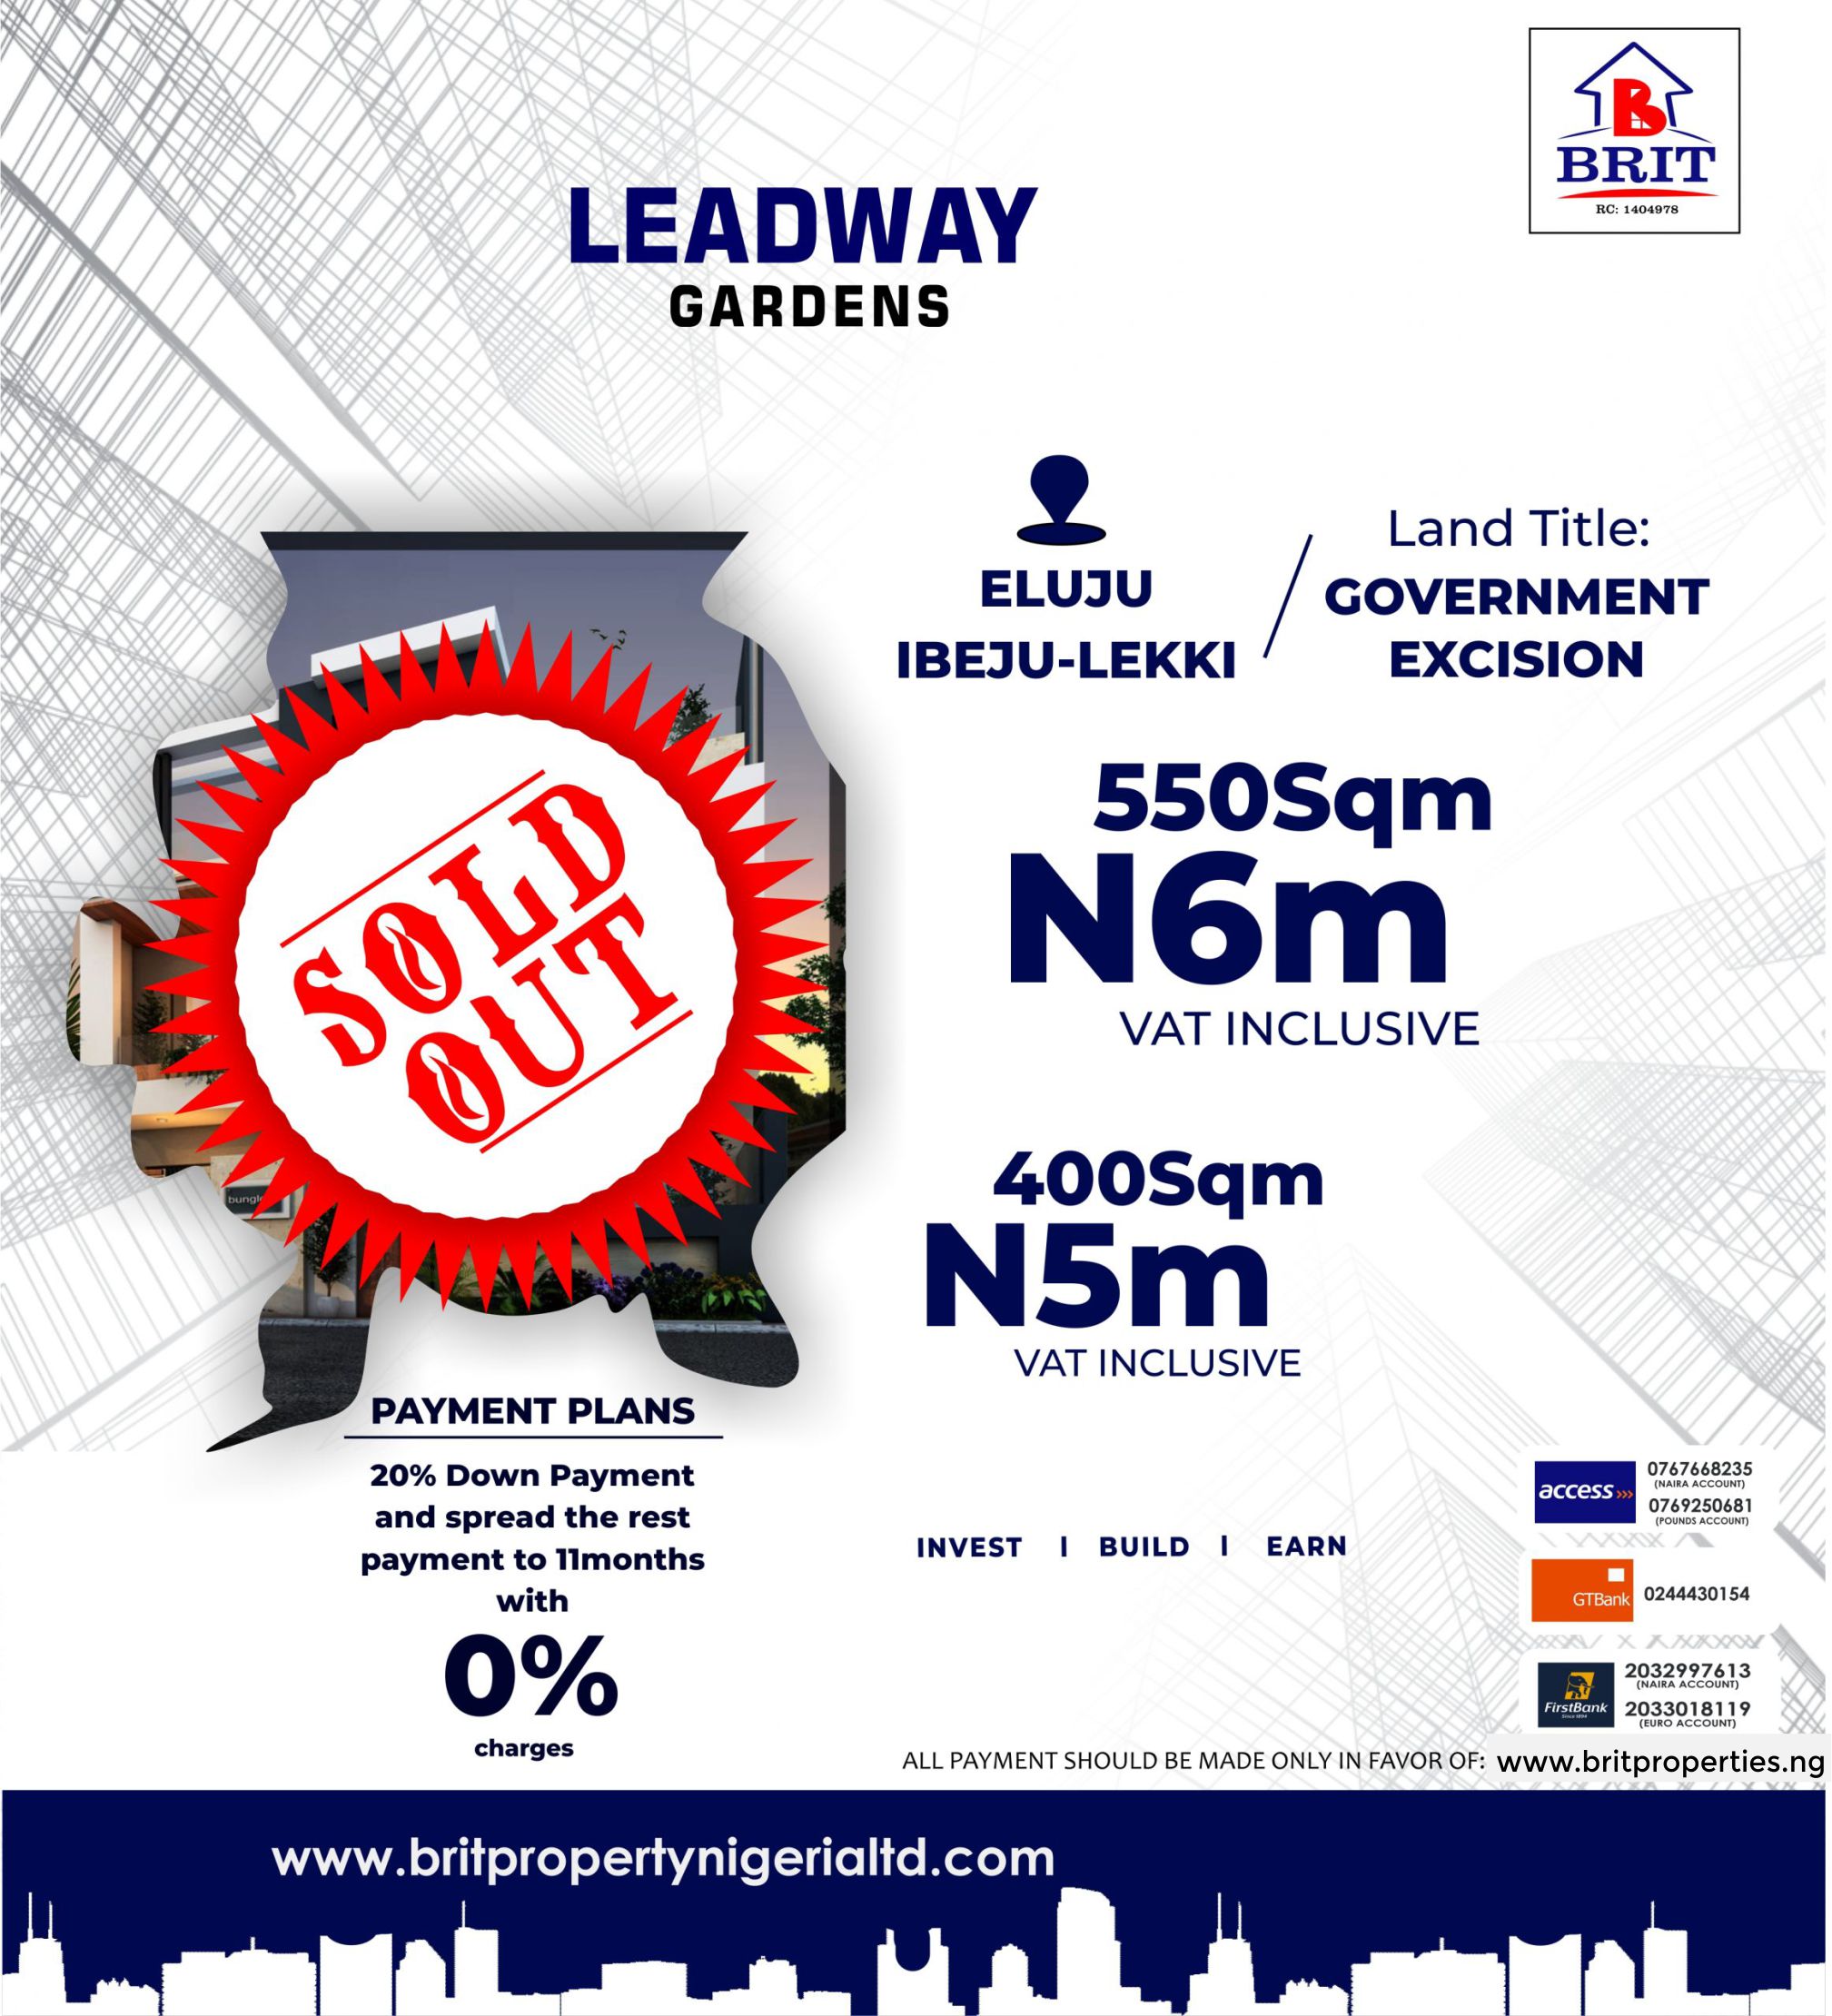 BRIT
RC: 1404978
LEADWAY
GARDENS
ELUJU
IBEJU-LEKKI
Land Title:
GOVERNMENT
EXCISION
SOLD
OUT
550Sqm
N6m
VAT INCLUSIVE
400Sqm
N5m
VAT INCLUSIVE
PAYMENT PLANS
20% Down Payment
and spread the rest
payment to 11months
with
0%
charges
INVEST I BUILD I EARN
access
0767668235
(NAIRA ACCOUNT)
0769250681
(POUNDS ACCOUNT)
GTBank 0244430154
FirstBank
2032997613
(NAIRA ACCOUNT)
2033018119
(EURO ACCOUNT)
ALL PAYMENT SHOULD BE MADE ONLY IN FAVOR OF: www.britproperties.ng
www.britpropertynigerialtd.com